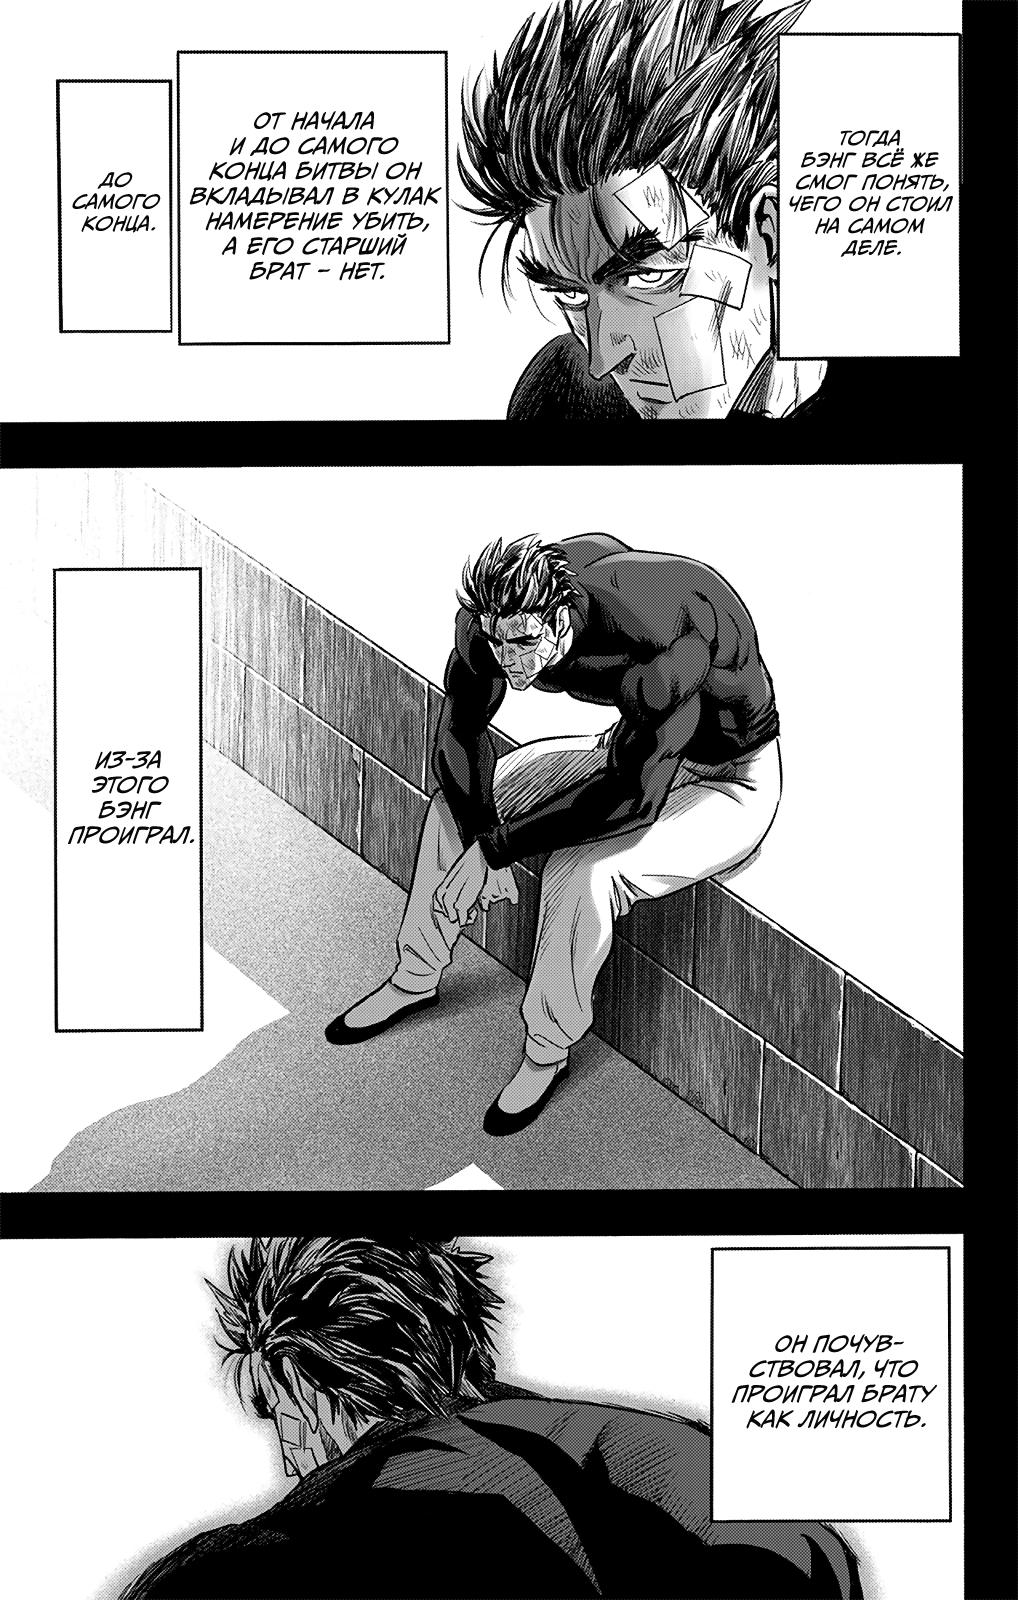 ТОГДА
БЭНГ ВСЁ ЖЕ
СМОГ ПОНЯТЬ,
ЧЕГО ОН СТОИЛ
НА САМОМ
ДЕЛЕ.
ОТ НАЧАЛА
И ДО САМОГО
КОНЦА БИТВЫ ОН
ВКЛАДЫВАЛ В КУЛАК
НАМЕРЕНИЕ УБИТЬ,
А ЕГО СТАРШИЙ
БРАТ - НЕТ.
ДО
САМОГО
КОНЦА.
ИЗ-ЗА
ЭТОГО
БЭНГ
ПРОИГРАЛ.
ОН ПОЧУВ-
СТВОВАЛ, ЧТО
ПРОИГРАЛ БРАТУ
КАК ЛИЧНОСТЬ.